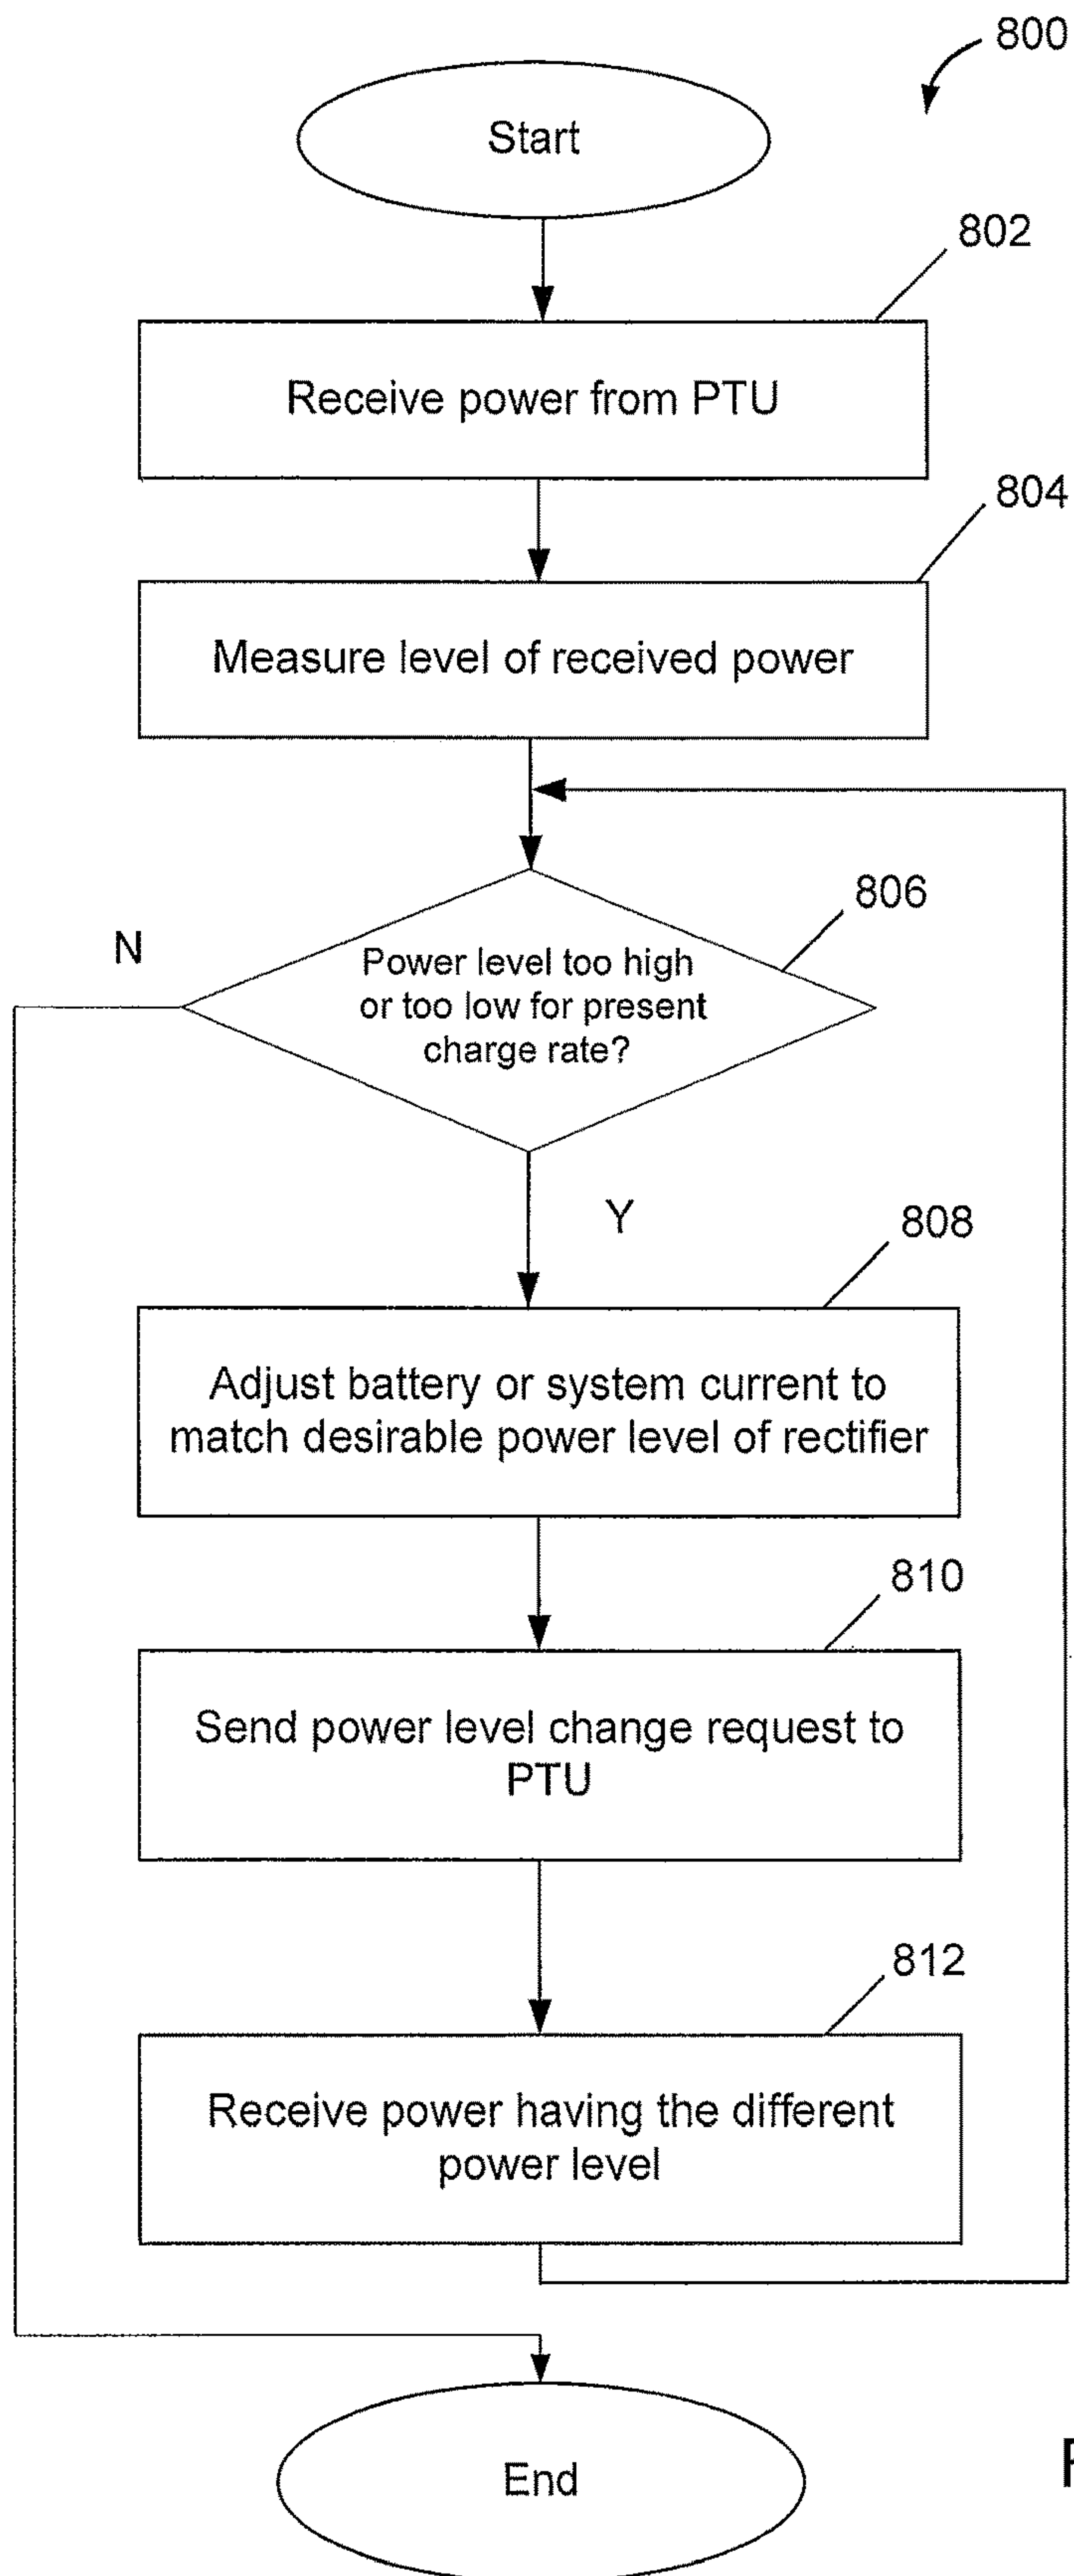 800
Start
802
Receive power from PTU
804
Measure level of received power
806
N
Power level too high
or too low for present
charge rate?
Y
808
Adjust battery or system current to
match desirable power level of rectifier
810
Send power level change request to
PTU
812
Receive power having the different
power level
End